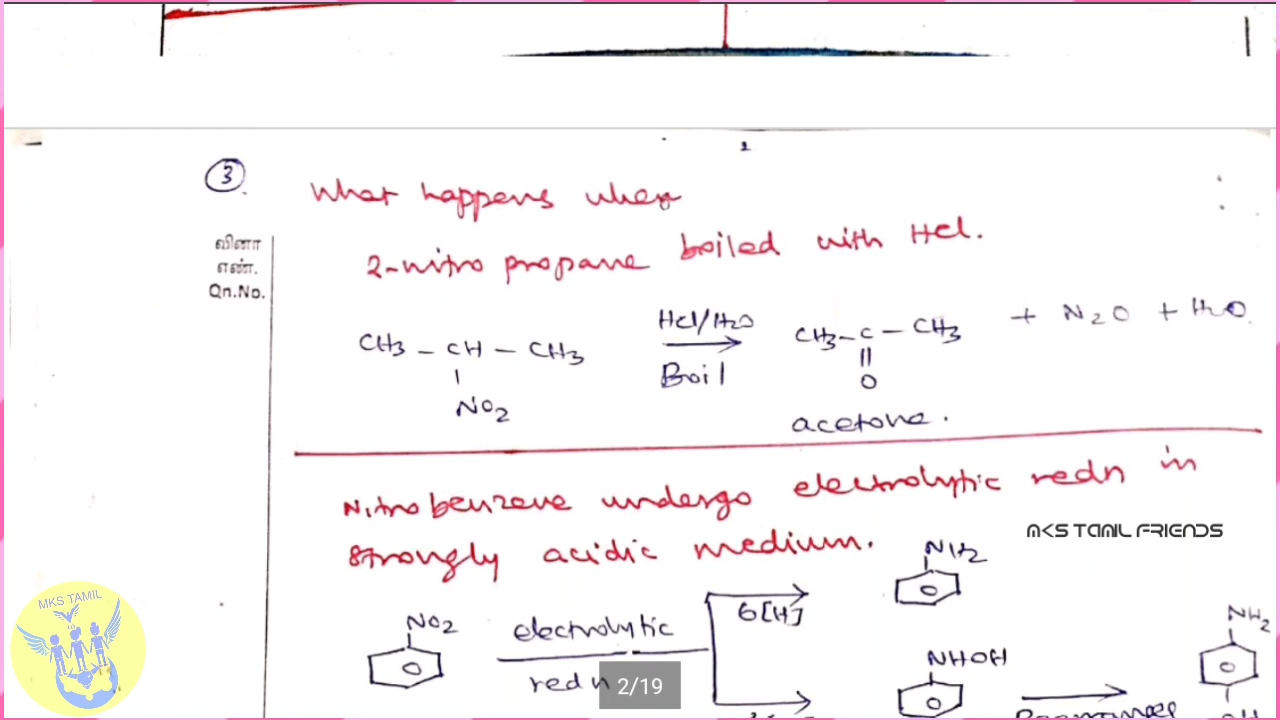 3
What happens when
வினா
எண்.
Qn.No.
2-nitro propane boiled with Hcl.
CH3 – CH – CH3
NO2
Hcl/H2O
Boil
CH3 – C – CH3
O
+ N2O + H2O
acetone.
Nitrobenzene undergo electrolytic redn in
strongly acidic medium.
MKS TAMIL FRIENDS
NO2
electrolytic
redn
6[H]
NH2
NHOH
NH2
MKS TAMIL
2/19